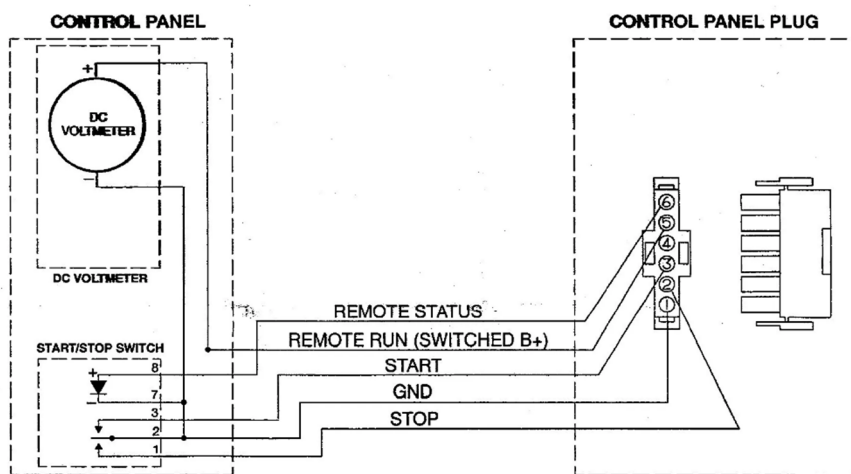 CONTROL PANEL
CONTROL PANEL PLUG
+
DC
VOLTMETER
–
DC VOLTMETER
6
5
4
3
2
1
REMOTE STATUS
REMOTE RUN (SWITCHED B+)
START/STOP SWITCH
START
GND
STOP
+
8
–
7
3
2
1